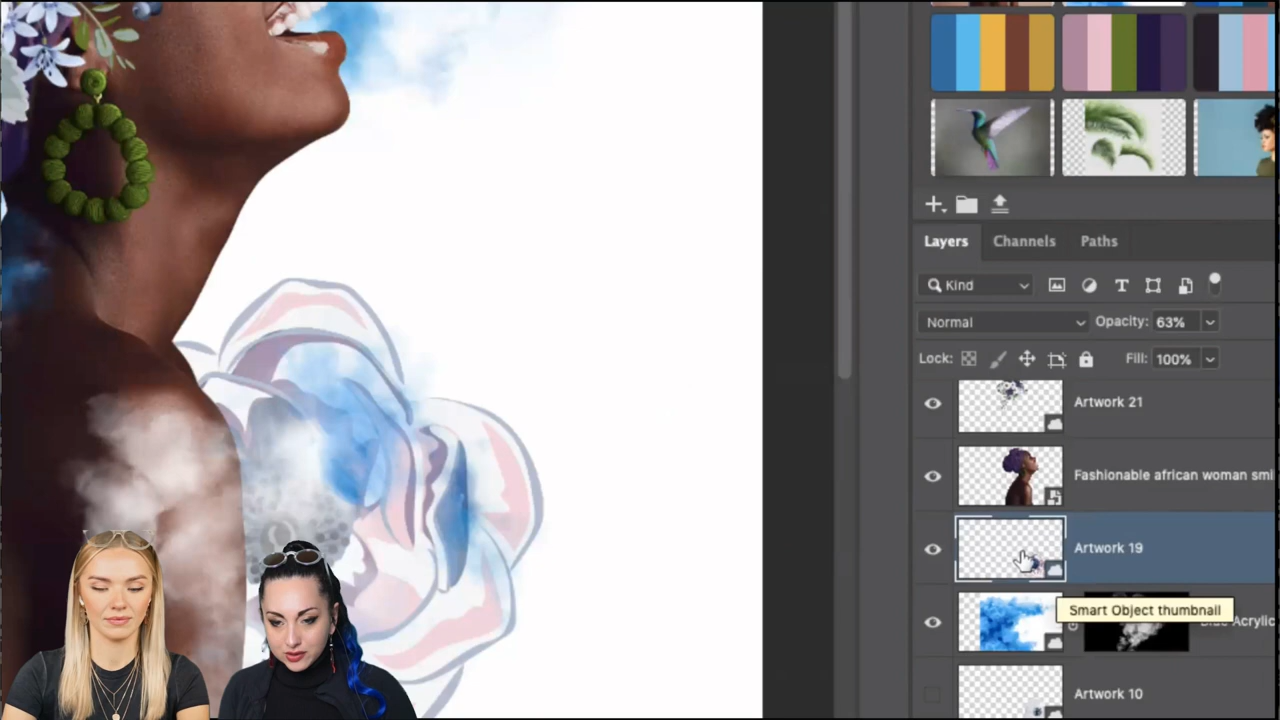 Layers Channels Paths
Kind
Normal Opacity: 63%
Lock: Fill: 100%
Artwork 21
Fashionable african woman smi
Artwork 19
Smart Object thumbnail
Acrylic
Artwork 10